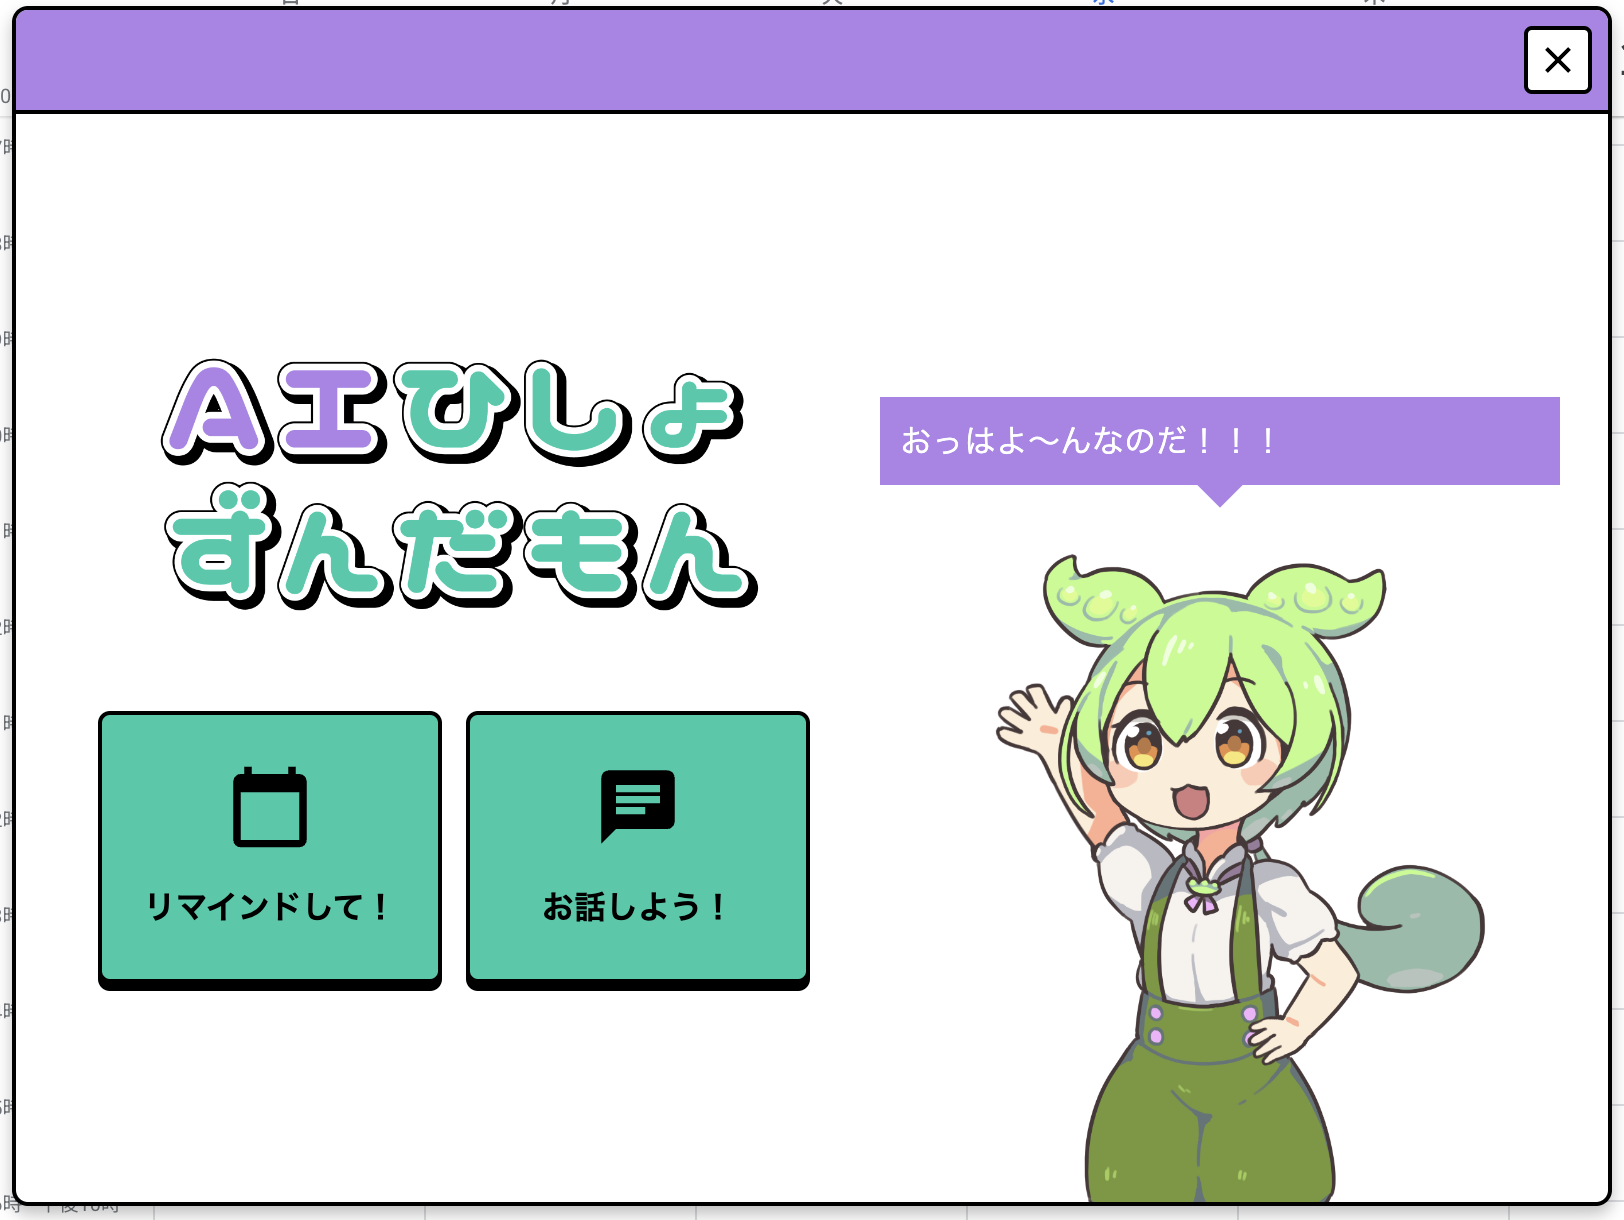 AIひしょ
ずんだもん
おっはよ〜んなのだ！！！
リマインドして！
お話しよう！